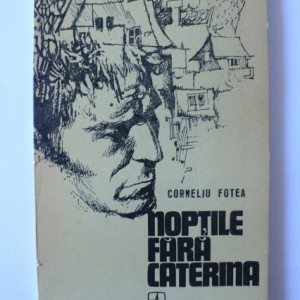 CORNELIU FOTEA
NOPȚILE
FĂRĂ
CATERINA